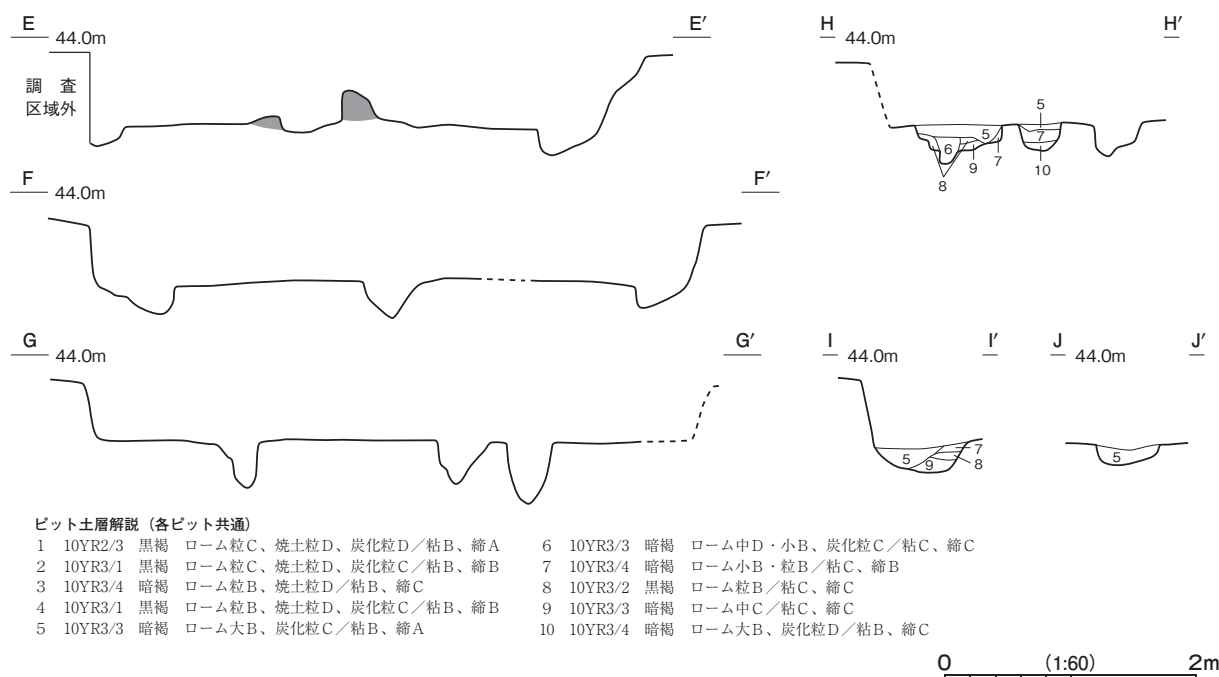 E E′
44.0m
調 査
区域外
H H′
44.0m
5
5
7
6
9
7
10
8
F F′
44.0m
G G′
44.0m
I I′
44.0m
7
5
9
8
J J′
44.0m
5
ピット土層解説（各ピット共通）
1 10YR2/3 黒褐 ローム粒C、焼土粒D、炭化粒D／粘B、締A
2 10YR3/1 黒褐 ローム粒C、焼土粒D、炭化粒C／粘B、締B
3 10YR3/4 暗褐 ローム粒B、焼土粒D／粘B、締C
4 10YR3/1 黒褐 ローム粒B、焼土粒D、炭化粒C／粘B、締B
5 10YR3/3 暗褐 ローム大B、炭化粒C／粘B、締A
6 10YR3/3 暗褐 ローム中D・小B、炭化粒C／粘C、締C
7 10YR3/4 暗褐 ローム小B・粒B／粘C、締B
8 10YR3/2 黒褐 ローム粒B／粘C、締C
9 10YR3/3 暗褐 ローム中C／粘C、締C
10 10YR3/4 暗褐 ローム大B、炭化粒D／粘B、締C
0 (1:60) 2m